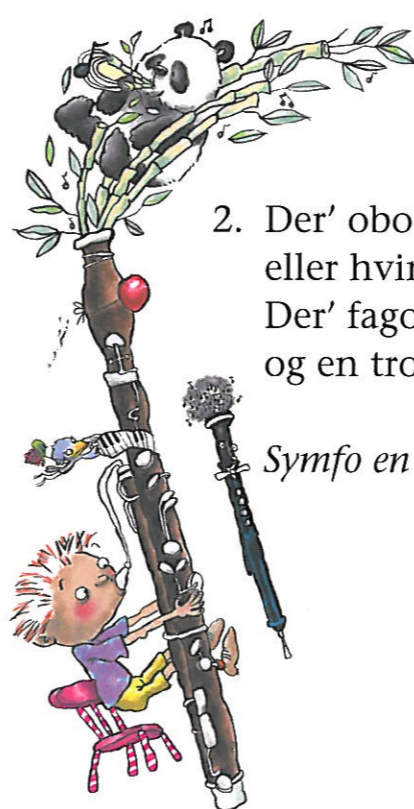 2. Der' obo
eller hvir
Der' fago
og en tro
Symfo en